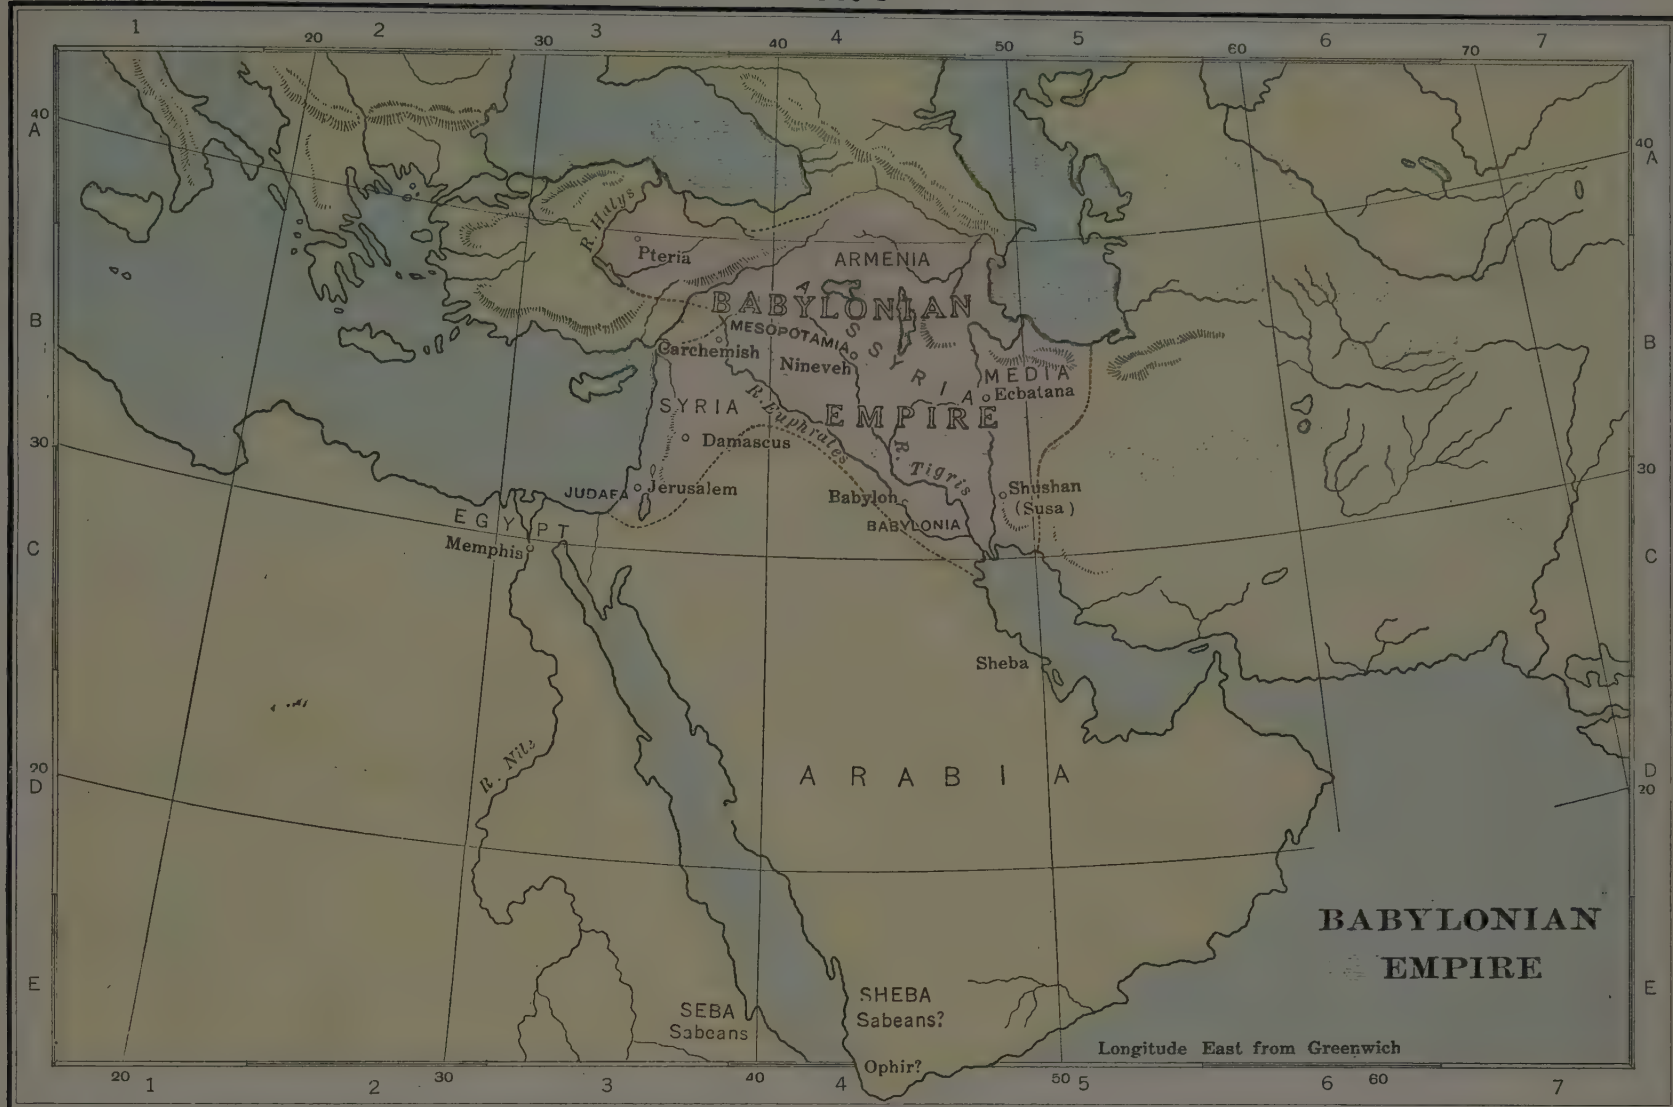 1 2 3 4 5 6 7
20 30 40 50 60 70
40
A
40
A
R. Halys
Pteria
ARMENIA
BABYLONIAN
B
MESOPOTAMIA
B
Carchemish
Nineveh
ASSYRIA
MEDIA
Ecbatana
SYRIA
R. Euphrates
EMPIRE
Damascus
30
30
R. Tigris
JUDAEA
Jerusalem
Babylon
Shushan
(Susa)
EGYPT
BABYLONIA
Memphis
C
C
Sheba
R. Nile
20
D
ARABIA
D
20
BABYLONIAN
EMPIRE
E
E
SEBA
Sabeans
SHEBA
Sabeans?
Ophir?
Longitude East from Greenwich
20 30 40 50 60
1 2 3 4 5 6 7